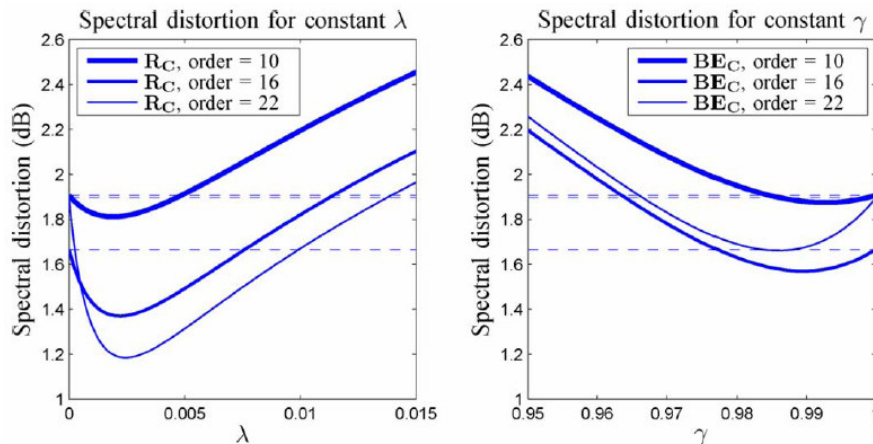 Spectral distortion for constant λ
Spectral distortion (dB)
2.6
2.4
2.2
2
1.8
1.6
1.4
1.2
1
R_C, order = 10
R_C, order = 16
R_C, order = 22
0
0.005
0.01
0.015
λ
Spectral distortion for constant γ
Spectral distortion (dB)
2.6
2.4
2.2
2
1.8
1.6
1.4
1.2
1
BE_C, order = 10
BE_C, order = 16
BE_C, order = 22
0.95
0.96
0.97
0.98
0.99
1
γ